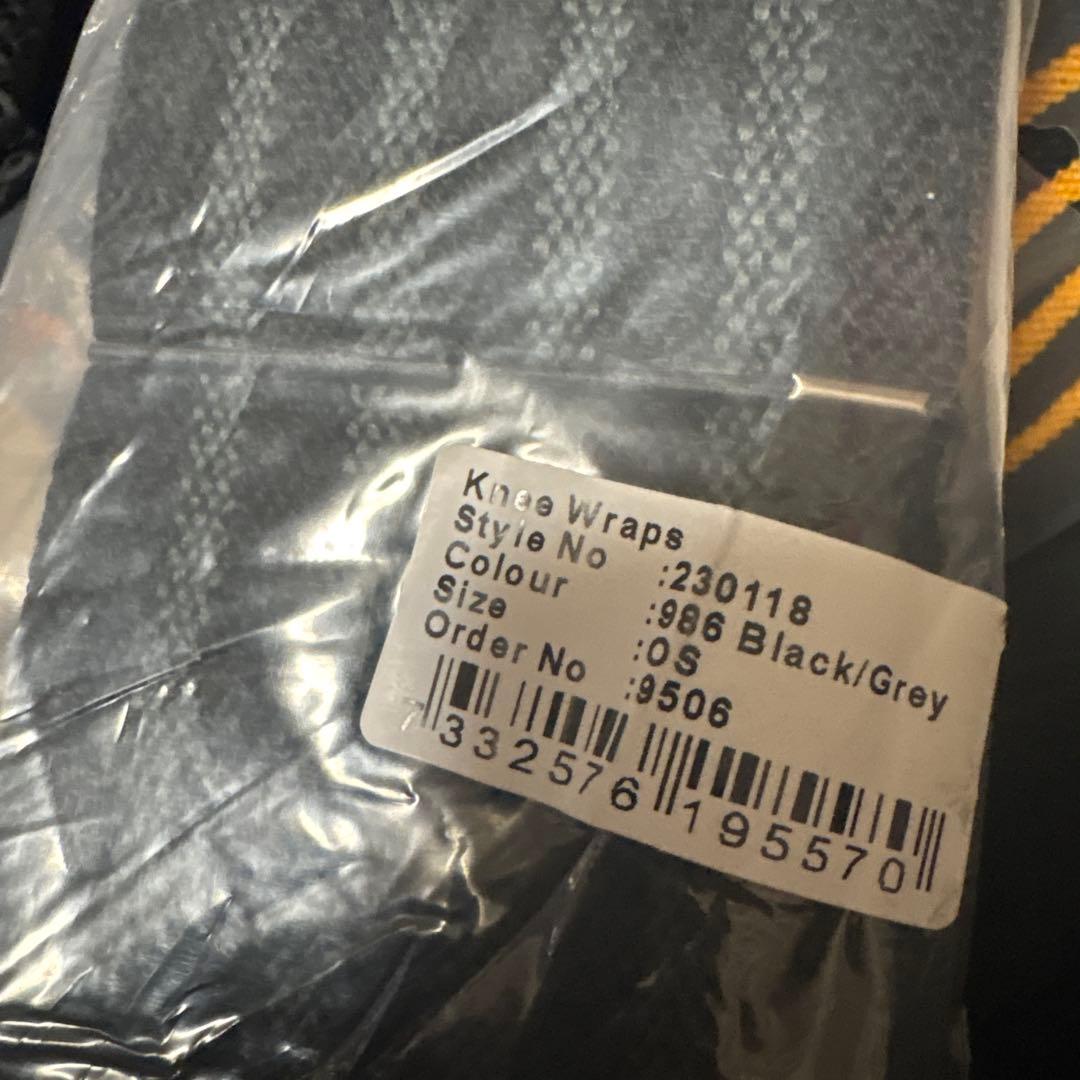 Knee Wraps
Style No :230118
Colour :986 Black/Grey
Size :OS
Order No :9506
7 332576 195570